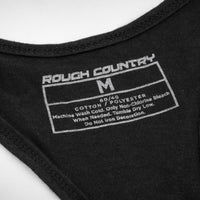 ROUGH COUNTRY
M
60/40
COTTON / POLYESTER
Machine Wash Cold. Only Non-Chlorine Bleach
When Needed. Tumble Dry Low.
Do Not Iron Decoration.